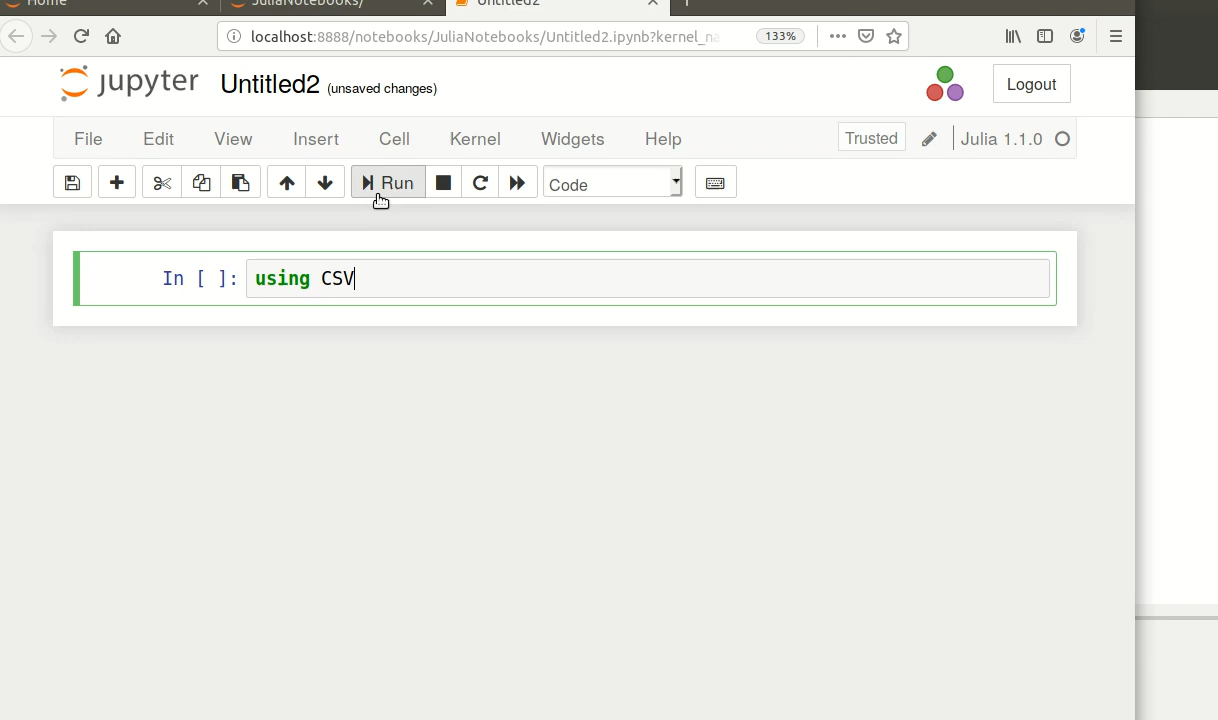 Home
JuliaNotebooks/
Untitled2
localhost:8888/notebooks/JuliaNotebooks/Untitled2.ipynb?kernel_na
133%
jupyter Untitled2 (unsaved changes)
Logout
File Edit View Insert Cell Kernel Widgets Help
Trusted
Julia 1.1.0
Run
Code
In [ ]: using CSV